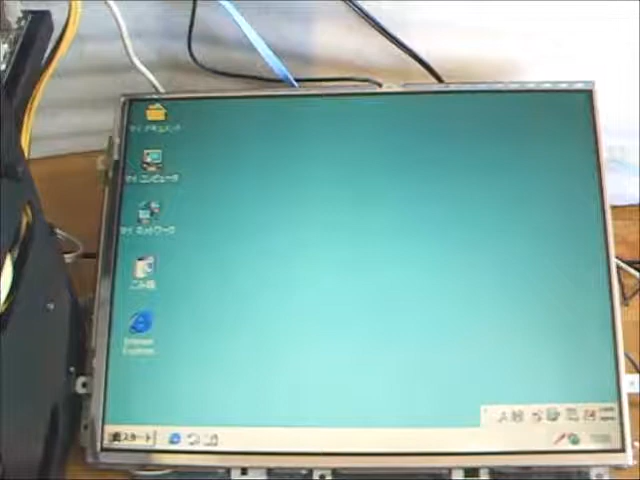 マイ ドキュメント
マイ コンピュータ
マイ ネットワーク
ごみ箱
Internet
Explorer
スタート